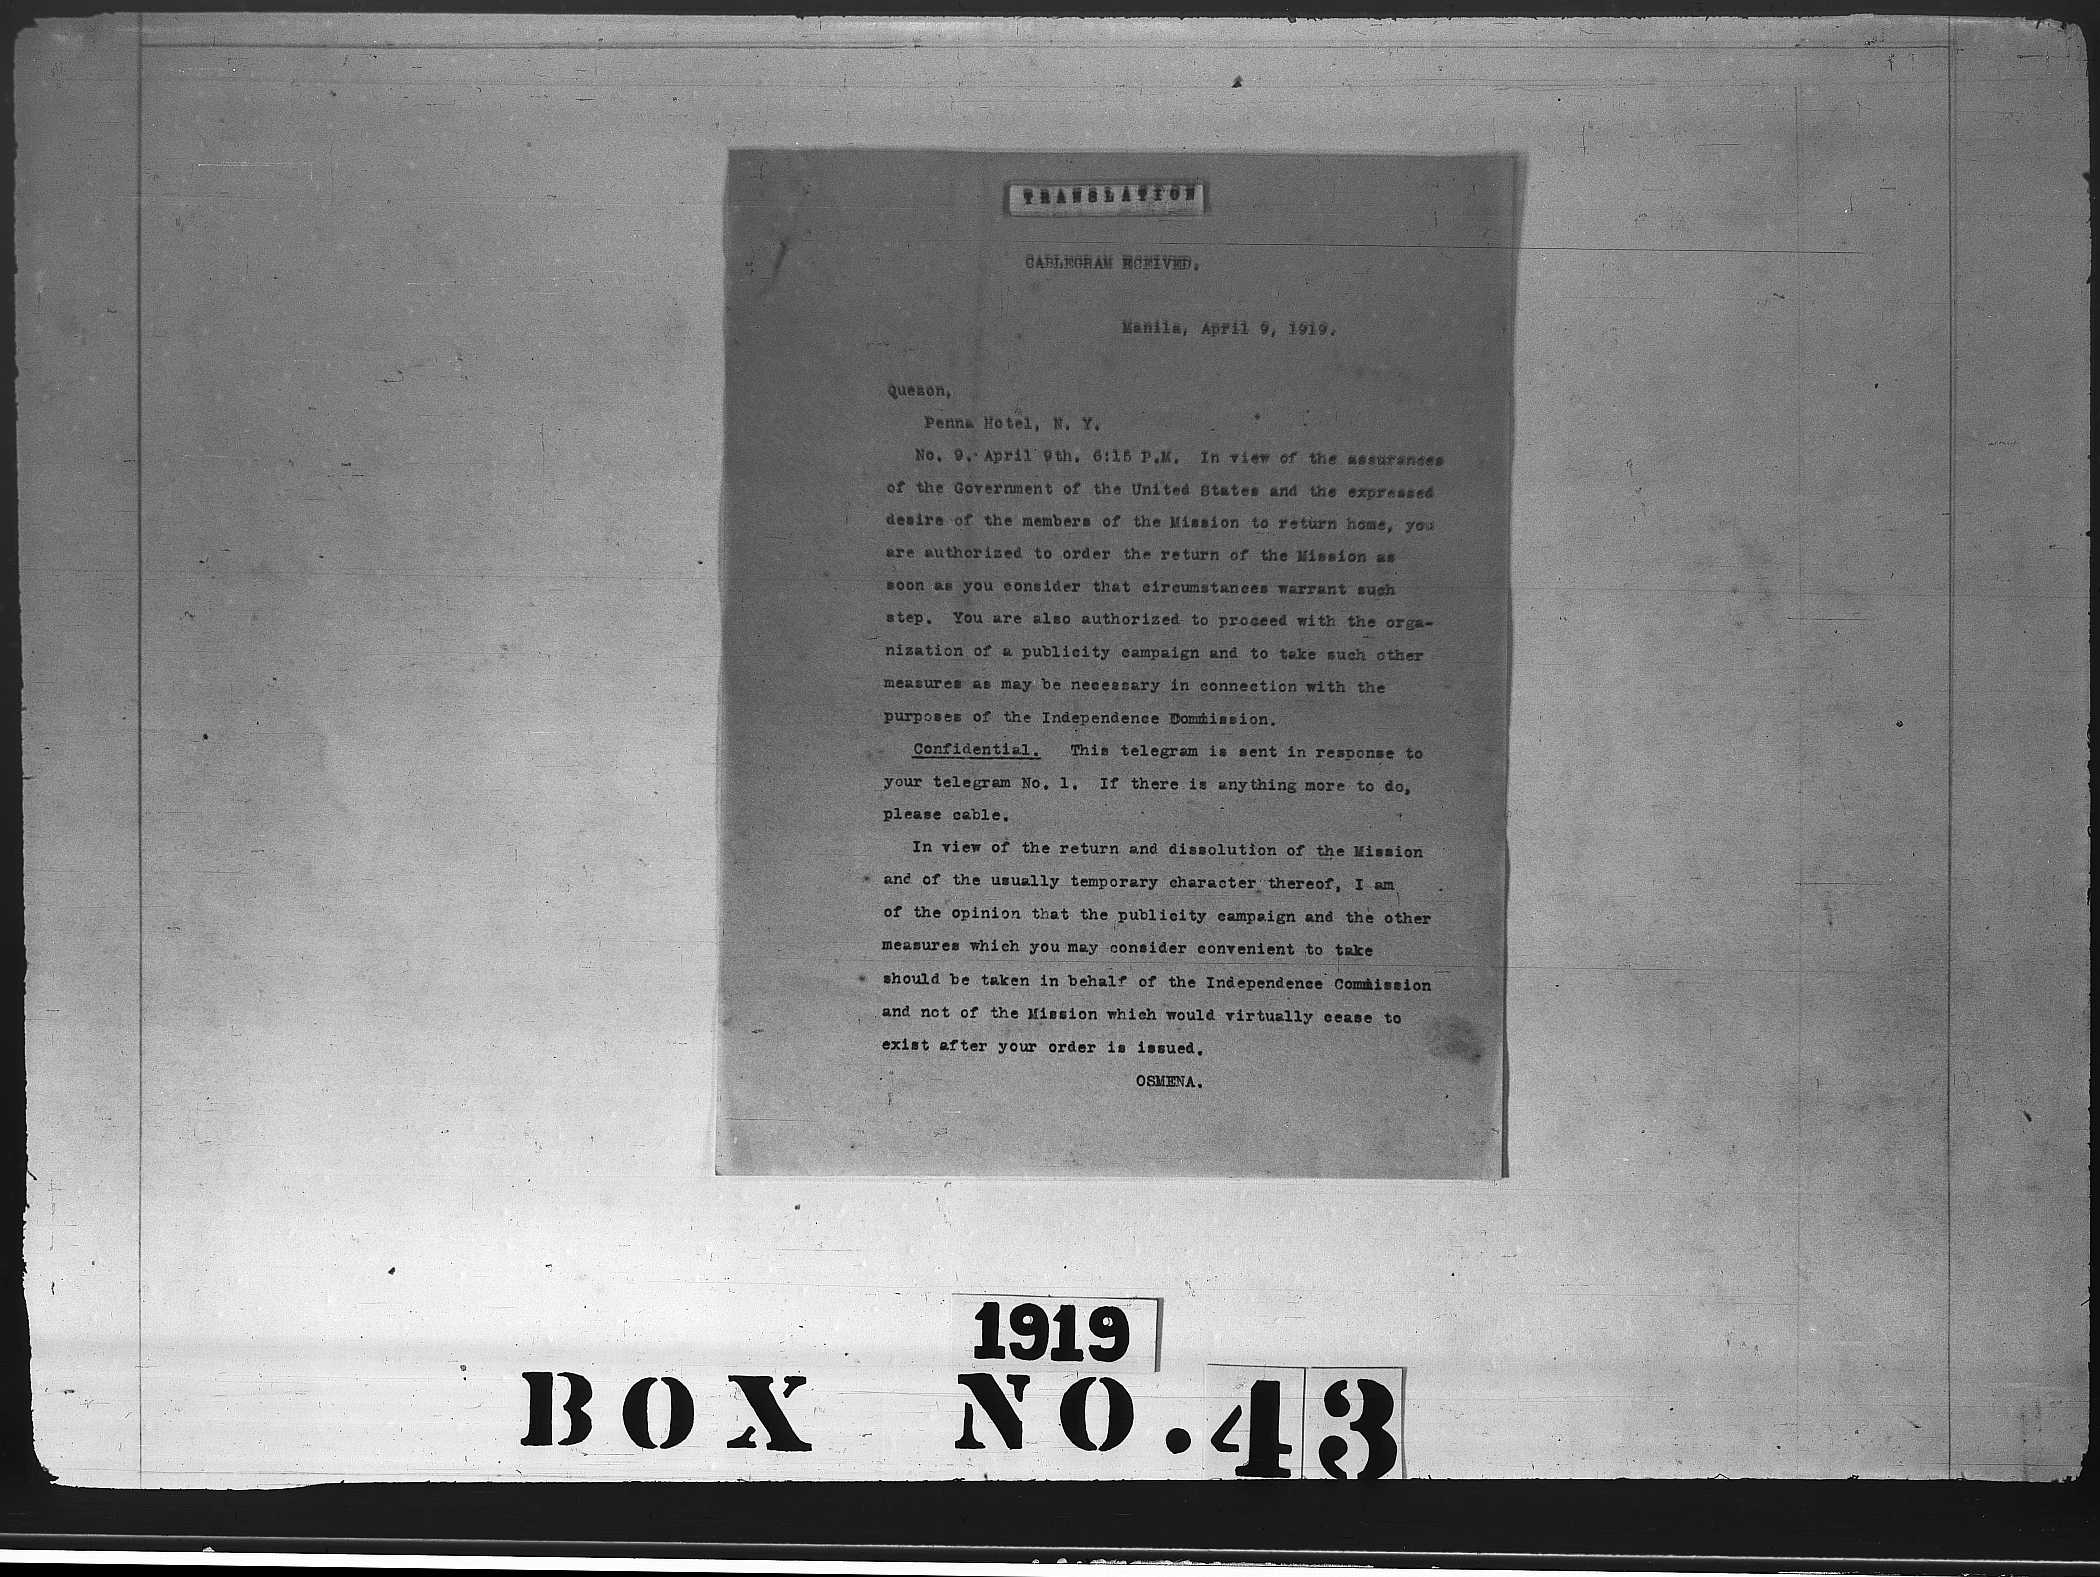 TRANSLATION
CABLEGRAM ECEIVED.
Manila, April 9, 1919.
Quezon,
Penna Hotel, N. Y.
No. 9. April 9th. 6:15 P.M. In view of the assurances
of the Government of the United States and the expressed
desire of the members of the Mission to return home, you
are authorized to order the return of the Mission as
soon as you consider that circumstances warrant such
step. You are also authorized to proceed with the orga-
nization of a publicity campaign and to take such other
measures as may be necessary in connection with the
purposes of the Independence Commission.
Confidential. This telegram is sent in response to
your telegram No. 1. If there is anything more to do,
please cable.
In view of the return and dissolution of the Mission
and of the usually temporary character thereof, I am
of the opinion that the publicity campaign and the other
measures which you may consider convenient to take
should be taken in behalf of the Independence Commission
and not of the Mission which would virtually cease to
exist after your order is issued.
OSMENA.
1919
BOX NO. 43